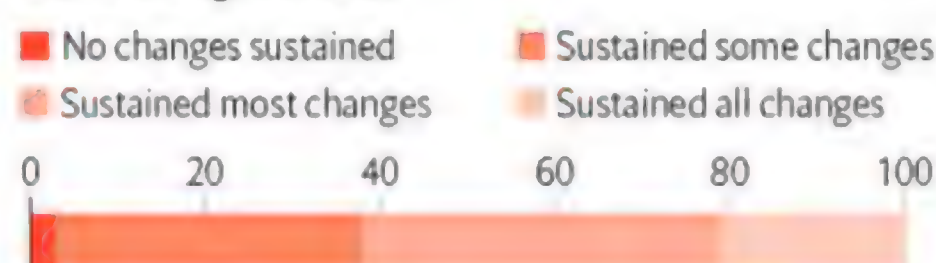 No changes sustained Sustained some changes
Sustained most changes Sustained all changes
0 20 40 60 80 100